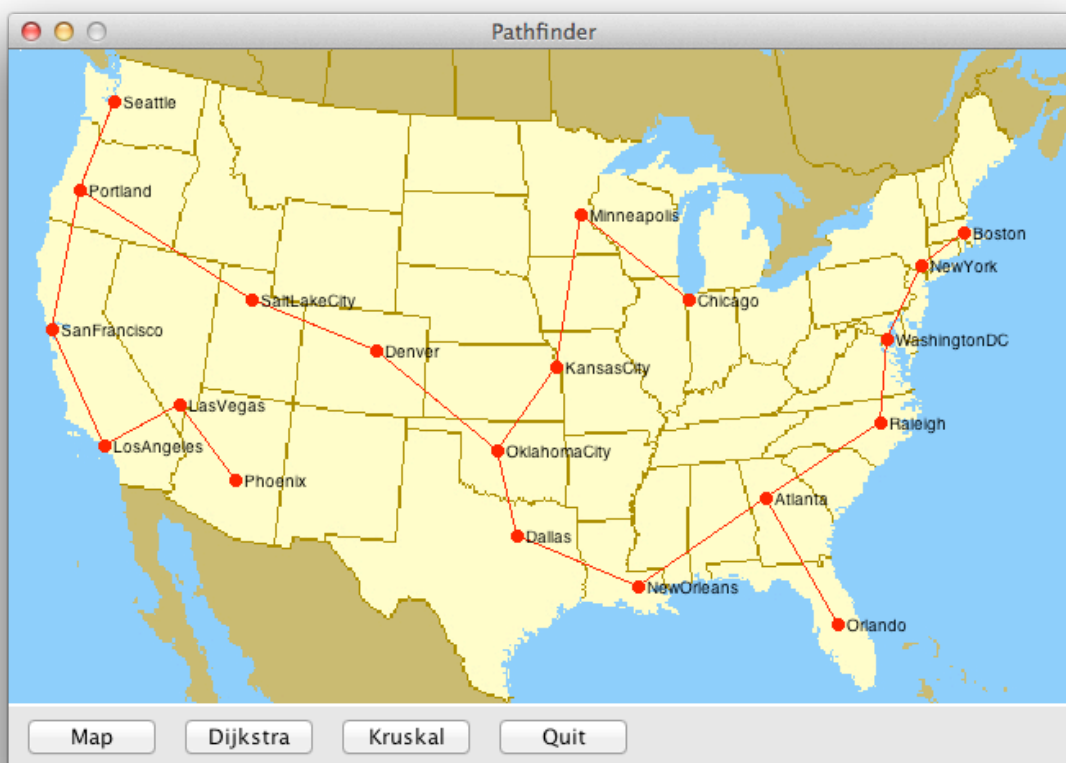 Pathfinder
Seattle
Portland
Minneapolis
Boston
NewYork
SaltLakeCity
Chicago
SanFrancisco
WashingtonDC
Denver
KansasCity
LasVegas
Raleigh
LosAngeles
OklahomaCity
Phoenix
Atlanta
Dallas
NewOrleans
Orlando
Map Dijkstra Kruskal Quit